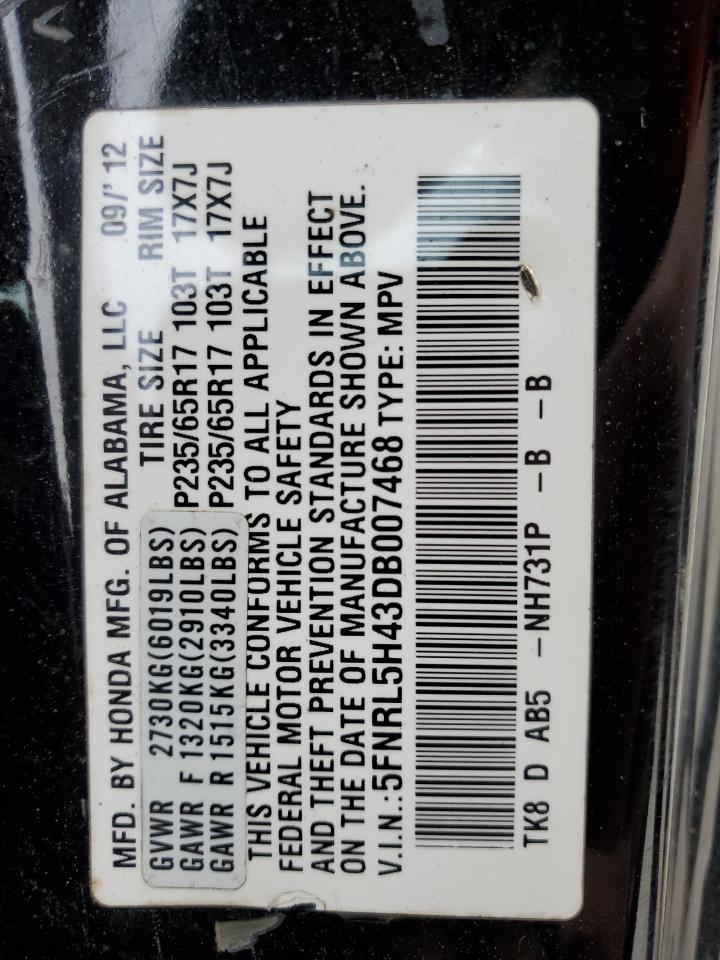 MFD. BY HONDA MFG. OF ALABAMA, LLC 09/'12
TIRE SIZE RIM SIZE
GVWR 2730KG(6019LBS)
GAWR F 1320KG(2910LBS) P235/65R17 103T 17X7J
GAWR R 1515KG(3340LBS) P235/65R17 103T 17X7J
THIS VEHICLE CONFORMS TO ALL APPLICABLE
FEDERAL MOTOR VEHICLE SAFETY
AND THEFT PREVENTION STANDARDS IN EFFECT
ON THE DATE OF MANUFACTURE SHOWN ABOVE.
V.I.N.:5FNRL5H43DB007468 TYPE: MPV
TK8 D AB5 -NH731P -B -B